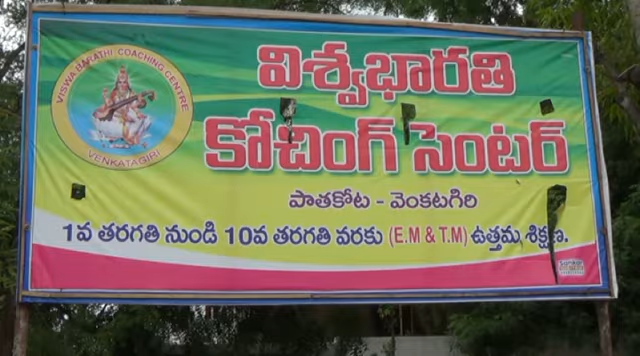 VISWA BARATHI COACHING CENTRE
VENKATAGIRI
విశ్వభారతి
కోచింగ్ సెంటర్
పాతకోట - వెంకటగిరి
1వ తరగతి నుండి 10వ తరగతి వరకు (E.M & T.M) ఉత్తమ శిక్షణ.